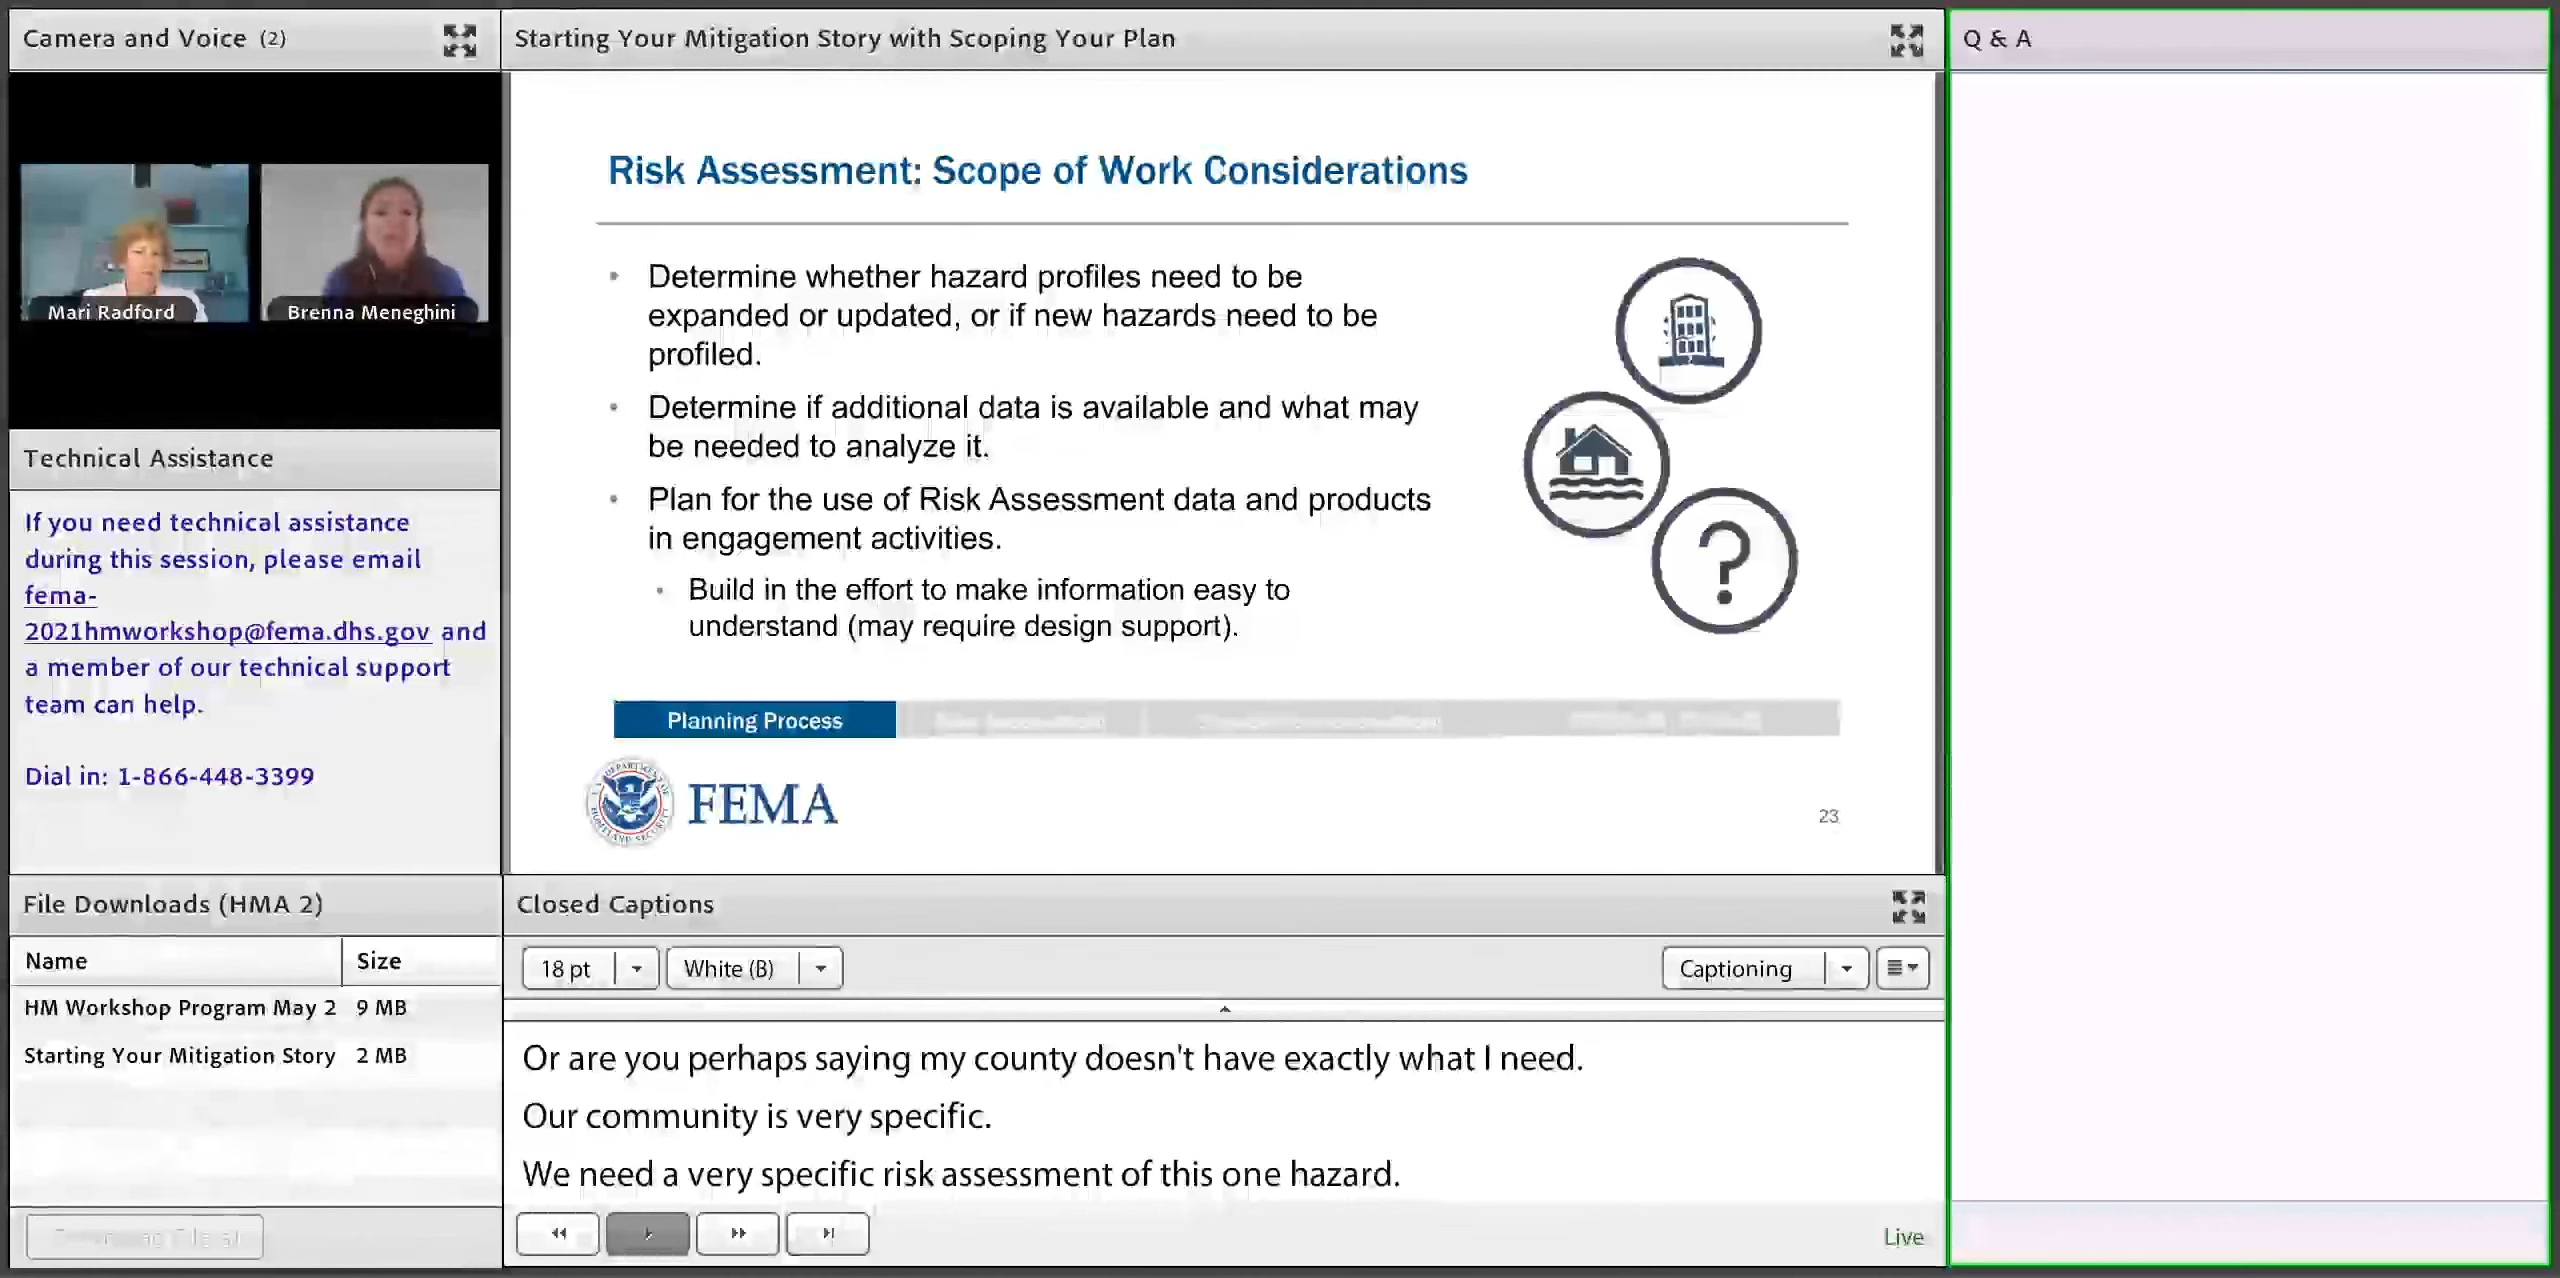 Camera and Voice (2)
Mari Radford
Brenna Meneghini
Technical Assistance
If you need technical assistance
during this session, please email
fema-
2021hmworkshop@fema.dhs.gov and
a member of our technical support
team can help.
Dial in: 1-866-448-3399
File Downloads (HMA 2)
Name Size
HM Workshop Program May 2 9 MB
Starting Your Mitigation Story 2 MB
Starting Your Mitigation Story with Scoping Your Plan
Risk Assessment: Scope of Work Considerations
• Determine whether hazard profiles need to be
expanded or updated, or if new hazards need to be
profiled.
• Determine if additional data is available and what may
be needed to analyze it.
• Plan for the use of Risk Assessment data and products
in engagement activities.
• Build in the effort to make information easy to
understand (may require design support).
?
Planning Process
FEMA
23
Closed Captions
18 pt White (B) Captioning
Or are you perhaps saying my county doesn't have exactly what I need.
Our community is very specific.
We need a very specific risk assessment of this one hazard.
Live
Q & A